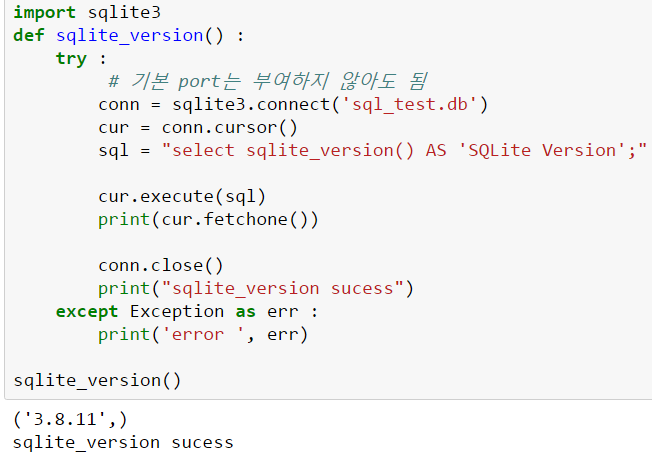 import sqlite3
def sqlite_version() :
    try :
         # 기본 port는 부여하지 않아도 됨
        conn = sqlite3.connect('sql_test.db')
        cur = conn.cursor()
        sql = "select sqlite_version() AS 'SQLite Version';"

        cur.execute(sql)
        print(cur.fetchone())

        conn.close()
        print("sqlite_version sucess")
    except Exception as err :
        print('error ', err)

sqlite_version()
('3.8.11',)
sqlite_version sucess